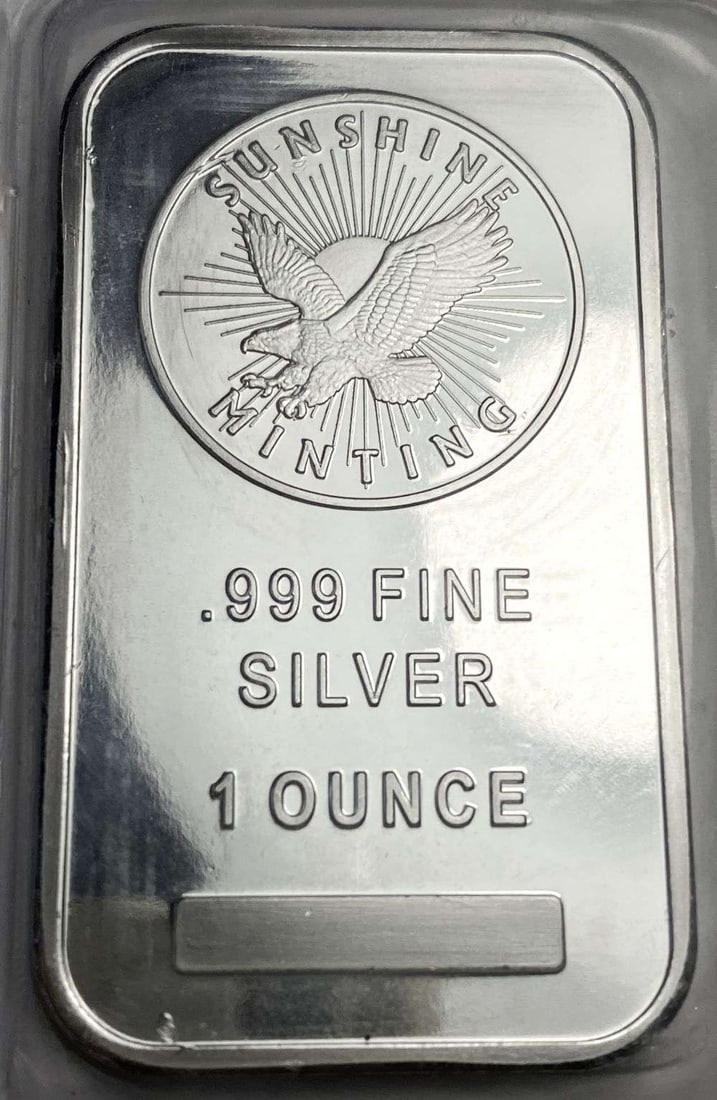 SUNSHINE
MINTING
.999 FINE
SILVER
1 OUNCE